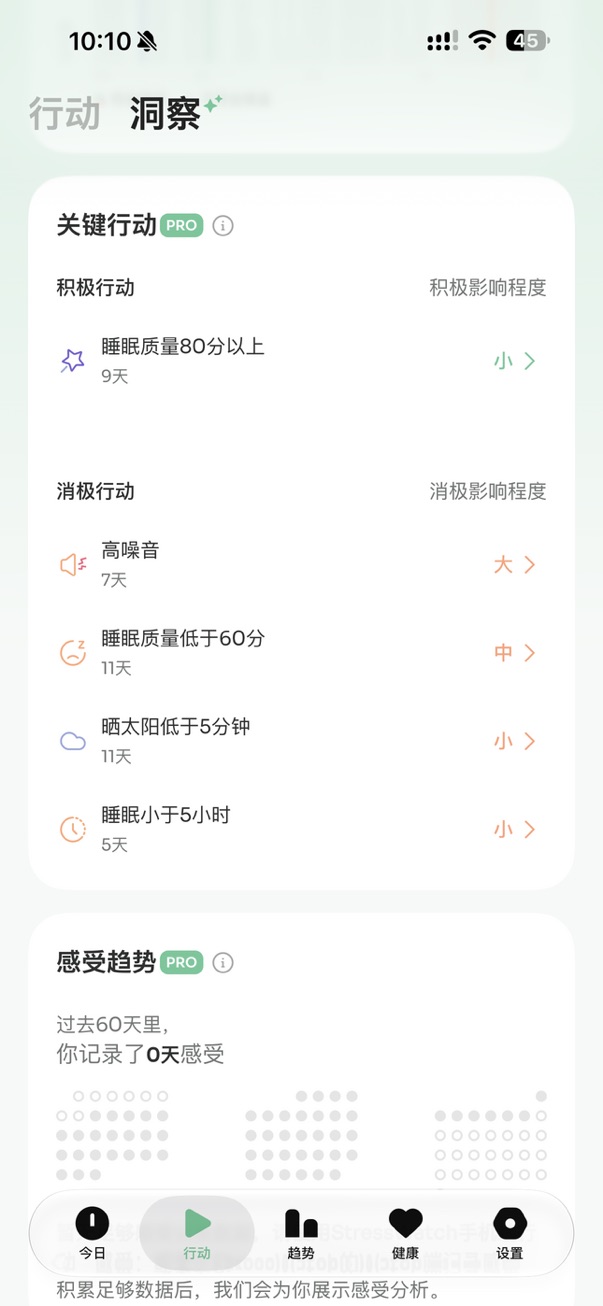 10:10
45
行动 洞察
关键行动 PRO
积极行动 积极影响程度
睡眠质量80分以上
9天
小
消极行动 消极影响程度
高噪音
7天
大
睡眠质量低于60分
11天
中
晒太阳低于5分钟
11天
小
睡眠小于5小时
5天
小
感受趋势 PRO
过去60天里，
你记录了0天感受
今日 行动 趋势 健康 设置
积累足够数据后，我们会为你展示感受分析。